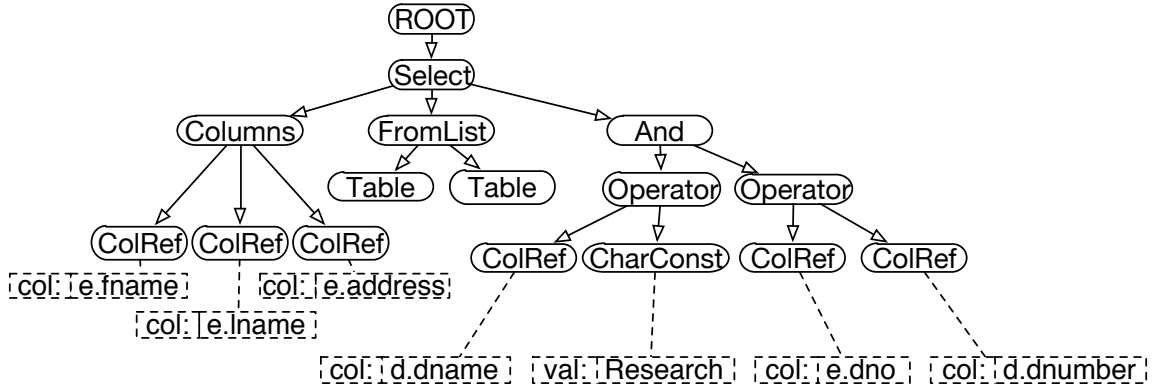 ROOT
Select
Columns FromList And
Table Table Operator Operator
ColRef ColRef ColRef
ColRef CharConst ColRef ColRef
col: e.fname col: e.address
col: e.lname
col: d.dname val: Research col: e.dno col: d.dnumber